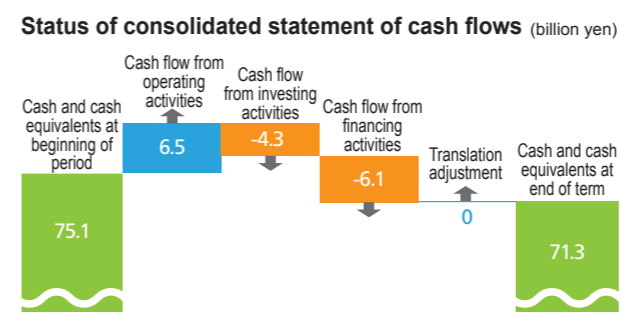 Status of consolidated statement of cash flows (billion yen)
Cash and cash
equivalents at
beginning of
period
75.1
Cash flow from
operating
activities
6.5
Cash flow
from investing
activities
-4.3
Cash flow from
financing
activities
-6.1
Translation
adjustment
0
Cash and cash
equivalents at
end of term
71.3